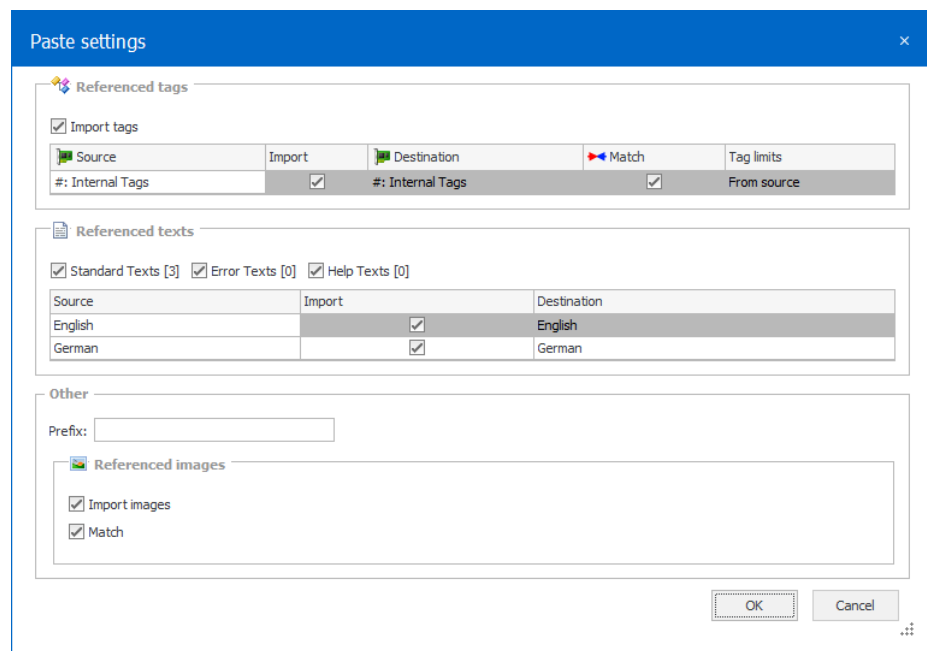 Paste settings
Referenced tags
Import tags
Source Import Destination Match Tag limits
#: Internal Tags #: Internal Tags From source
Referenced texts
Standard Texts [3] Error Texts [0] Help Texts [0]
Source Import Destination
English English
German German
Other
Prefix:
Referenced images
Import images
Match
OK Cancel